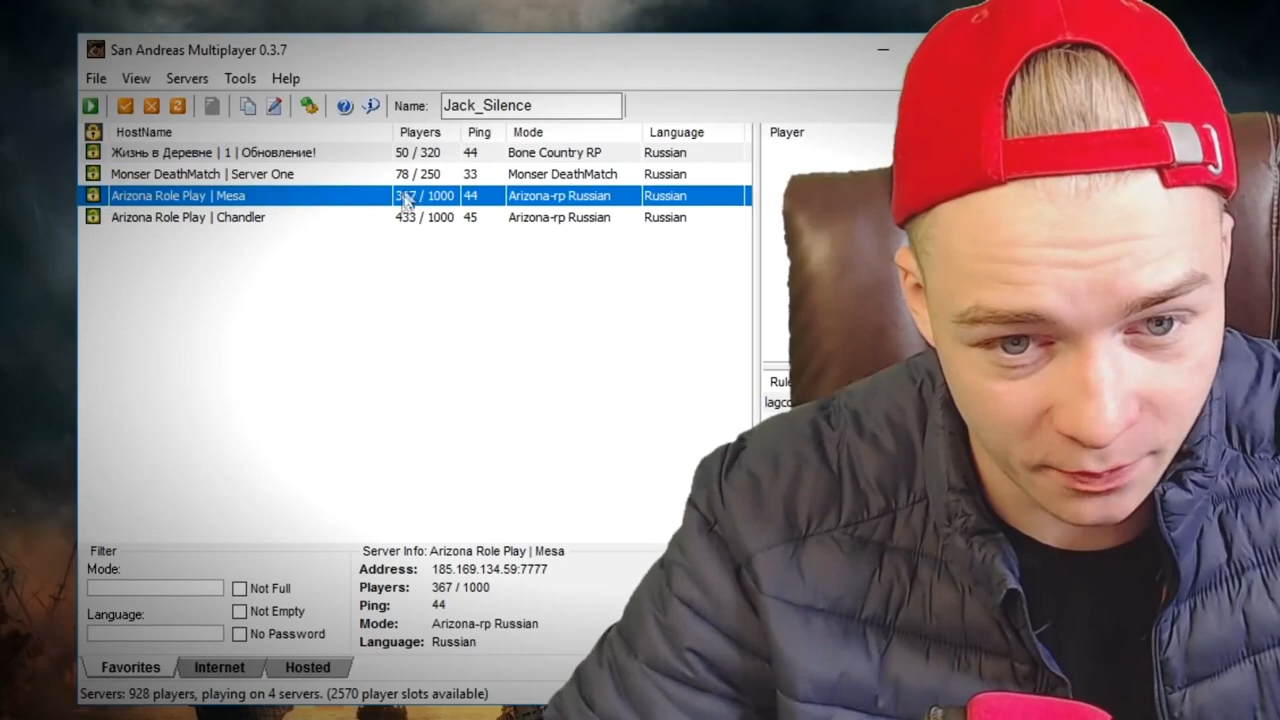 San Andreas Multiplayer 0.3.7
File View Servers Tools Help
Name: Jack_Silence
HostName Players Ping Mode Language Player
Жизнь в Деревне | 1 | Обновление! 50 / 320 44 Bone Country RP Russian
Monser DeathMatch | Server One 78 / 250 33 Monser DeathMatch Russian
Arizona Role Play | Mesa 367 / 1000 44 Arizona-rp Russian Russian
Arizona Role Play | Chandler 433 / 1000 45 Arizona-rp Russian Russian
Filter
Mode:
Not Full
Language:
Not Empty
No Password
Server Info: Arizona Role Play | Mesa
Address: 185.169.134.59:7777
Players: 367 / 1000
Ping: 44
Mode: Arizona-rp Russian
Language: Russian
Favorites Internet Hosted
Servers: 928 players, playing on 4 servers. (2570 player slots available)